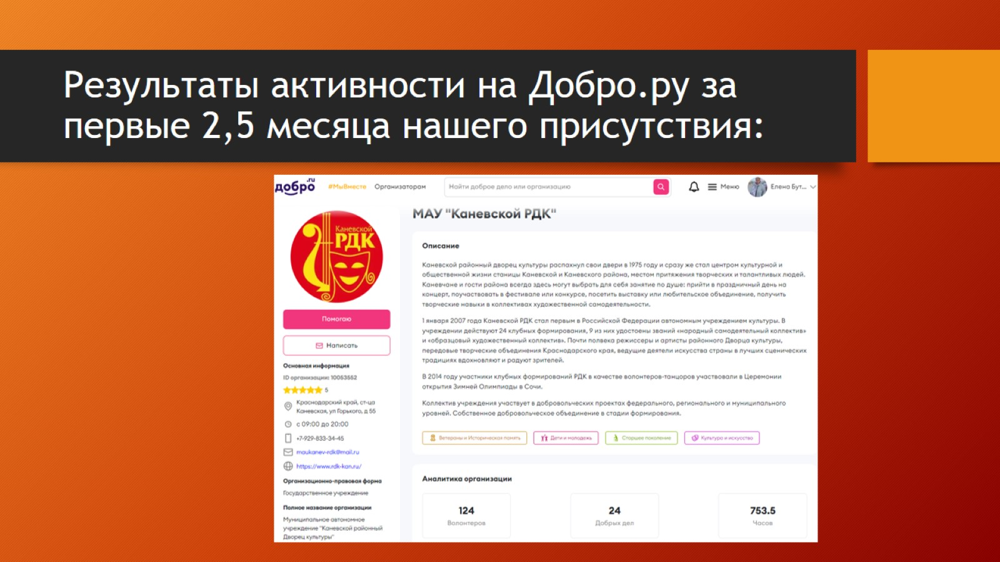 Результаты активности на Добро.ру за
первые 2,5 месяца нашего присутствия:
добро.ru
#МыВместе
Организаторам
Найти доброе дело или организацию
Меню
Елена Бут...
Каневской
РДК
Помогаю
Написать
Основная информация
ID организации: 10053552
5
Краснодарский край, ст-ца
Каневская, ул Горького, д 55
с 09:00 до 20:00
+7-929-833-34-45
maukanev-rdk@mail.ru
https://www.rdk-kan.ru/
Организационно-правовая форма
Государственное учреждение
Полное название организации
Муниципальное автономное
учреждение "Каневской районный
Дворец культуры"
МАУ "Каневской РДК"
Описание
Каневской районный дворец культуры распахнул свои двери в 1975 году и сразу же стал центром культурной и
общественной жизни станицы Каневской и Каневского района, местом притяжения творческих и талантливых людей.
Каневчане и гости района всегда здесь могут выбрать для себя занятие по душе: прийти в праздничный день на
концерт, поучаствовать в фестивале или конкурсе, посетить выставку или любительское объединение, получить
творческие навыки в коллективах художественной самодеятельности.
1 января 2007 года Каневской РДК стал первым в Российской Федерации автономным учреждением культуры. В
учреждении действуют 24 клубных формирования, 9 из них удостоены званий «народный самодеятельный коллектив»
и «образцовый художественный коллектив». Почти полвека режиссеры и артисты районного Дворца культуры,
передовые творческие объединения Краснодарского края, ведущие деятели искусства страны в лучших сценических
традициях вдохновляют и радуют зрителей.
В 2014 году участники клубных формирований РДК в качестве волонтеров-танцоров участвовали в Церемонии
открытия Зимней Олимпиады в Сочи.
Коллектив учреждения участвует в добровольческих проектах федерального, регионального и муниципального
уровней. Собственное добровольческое объединение в стадии формирования.
Ветераны и Историческая память
Дети и молодежь
Старшее поколение
Культура и искусство
Аналитика организации
124
Волонтеров
24
Добрых дел
753.5
Часов